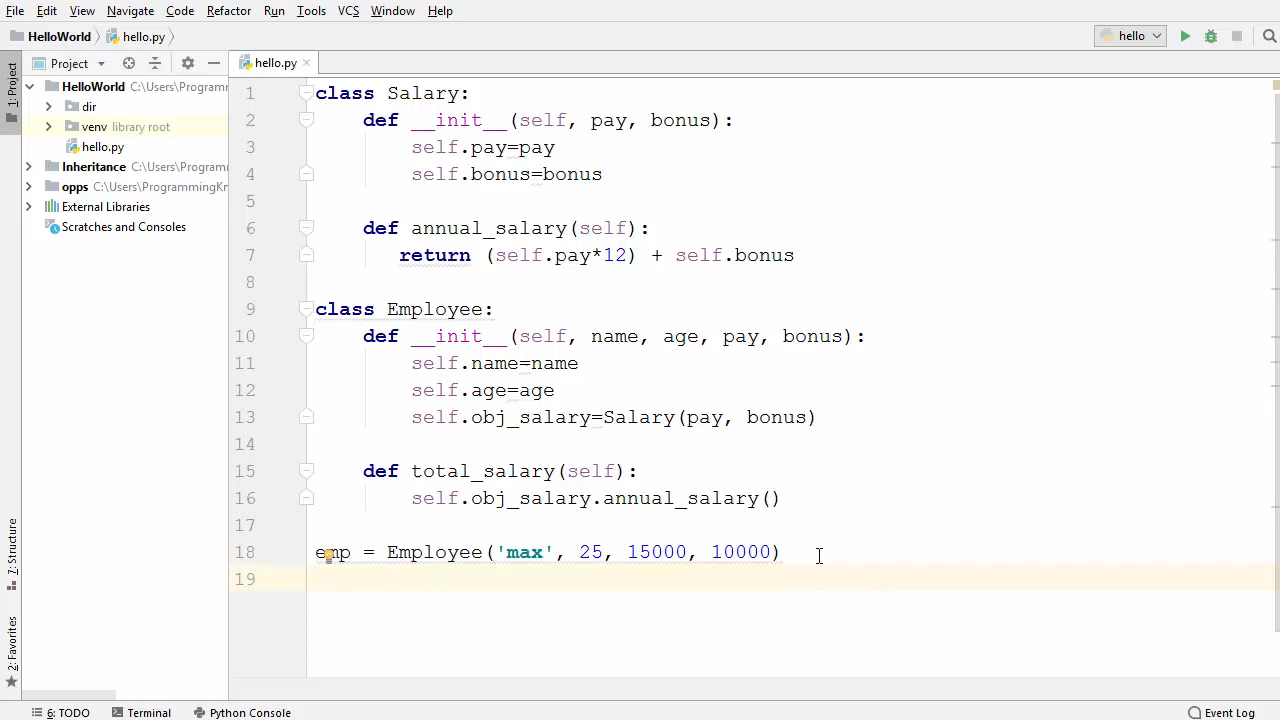 File Edit View Navigate Code Refactor Run Tools VCS Window Help
HelloWorld hello.py hello
1: Project
Project hello.py
HelloWorld C:\Users\Programm
dir
venv library root
hello.py
Inheritance C:\Users\Program
opps C:\Users\ProgrammingKn
External Libraries
Scratches and Consoles
1 class Salary:
2 def __init__(self, pay, bonus):
3 self.pay=pay
4 self.bonus=bonus
5
6 def annual_salary(self):
7 return (self.pay*12) + self.bonus
8
9 class Employee:
10 def __init__(self, name, age, pay, bonus):
11 self.name=name
12 self.age=age
13 self.obj_salary=Salary(pay, bonus)
14
15 def total_salary(self):
16 self.obj_salary.annual_salary()
17
18 emp = Employee('max', 25, 15000, 10000)
19
7: Structure
2: Favorites
6: TODO Terminal Python Console Event Log